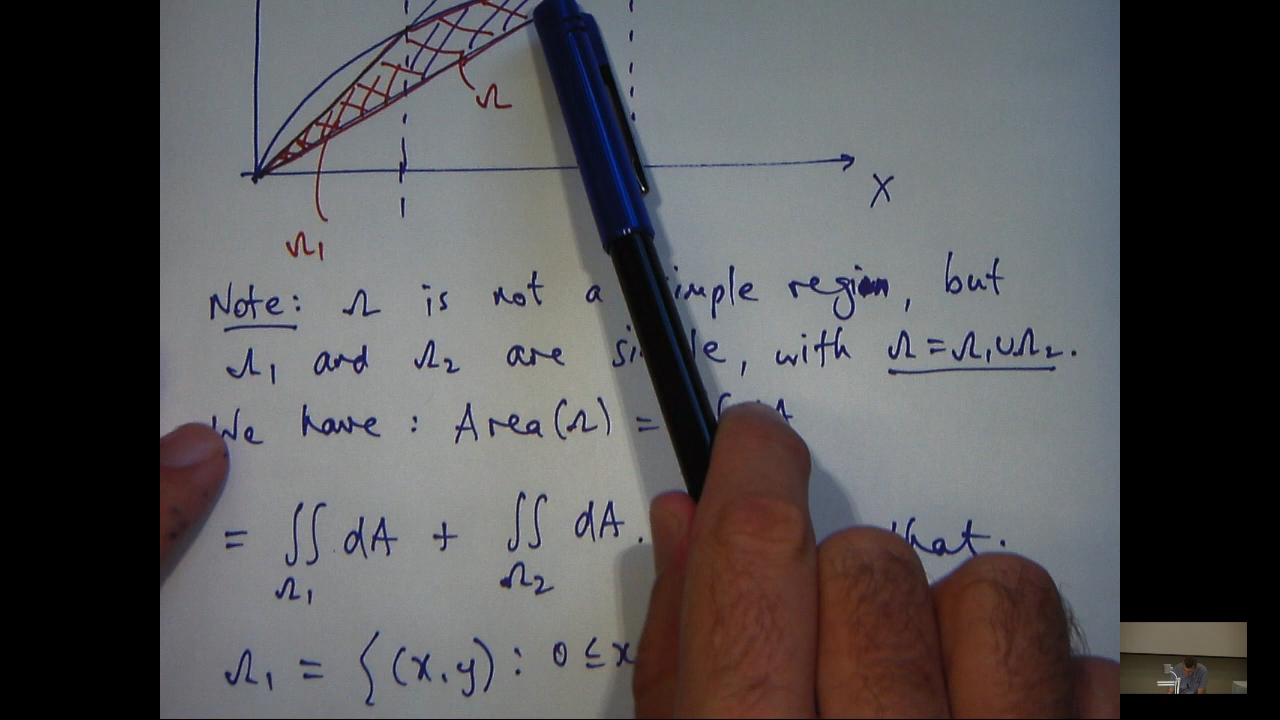 Ω
X
Ω₁
Note: Ω is not a simple region, but
Ω₁ and Ω₂ are, with Ω = Ω₁∪Ω₂.
We have: Area(Ω) =
= ∬ dA + ∬ dA. that:
Ω₁ Ω₂
Ω₁ = {(x,y): 0 ≤ x